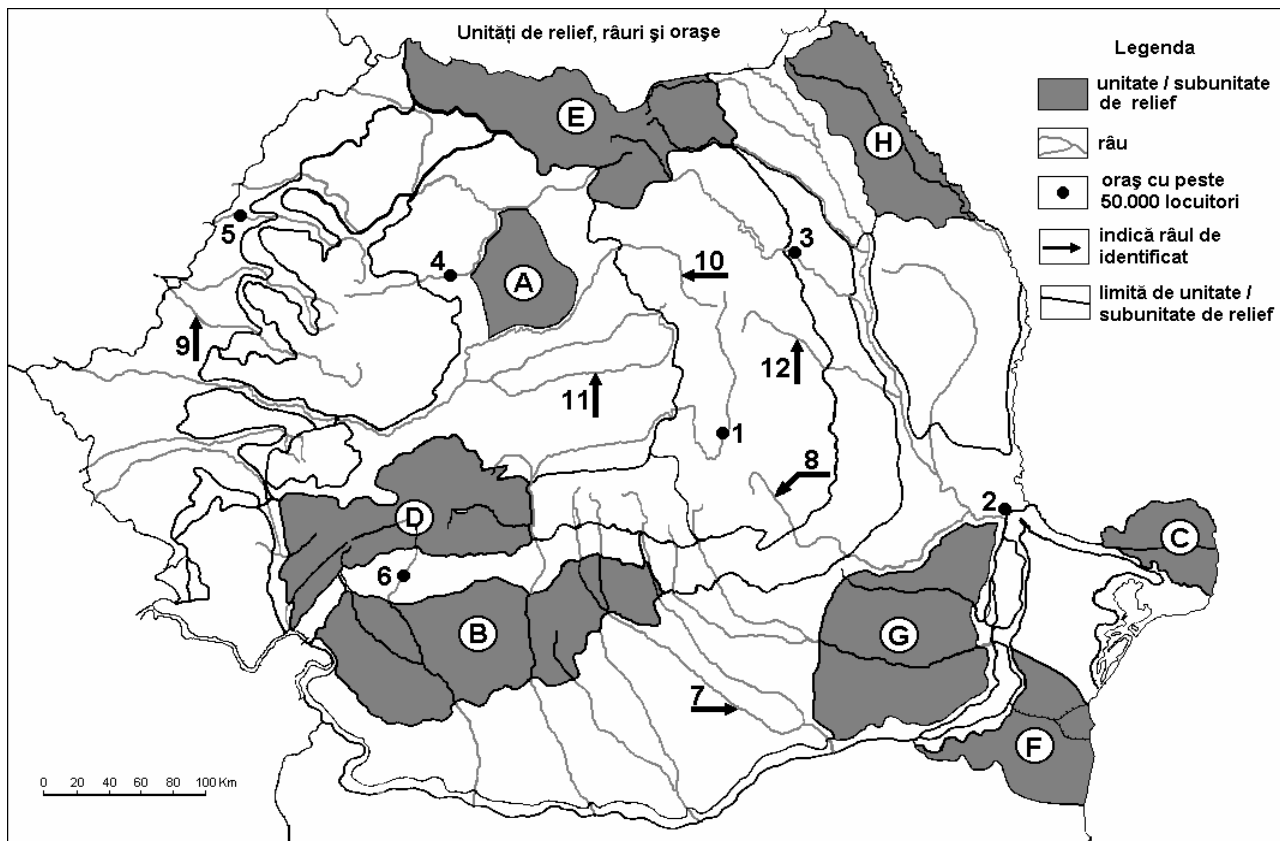 Unități de relief, râuri și orașe
Legenda
unitate / subunitate
de relief
râu
oraş cu peste
50.000 locuitori
indică râul de
identificat
limită de unitate /
subunitate de relief
E
H
5
3
4
A
10
9
12
11
1
8
2
D
C
6
B
G
7
F
0 20 40 60 80 100 Km